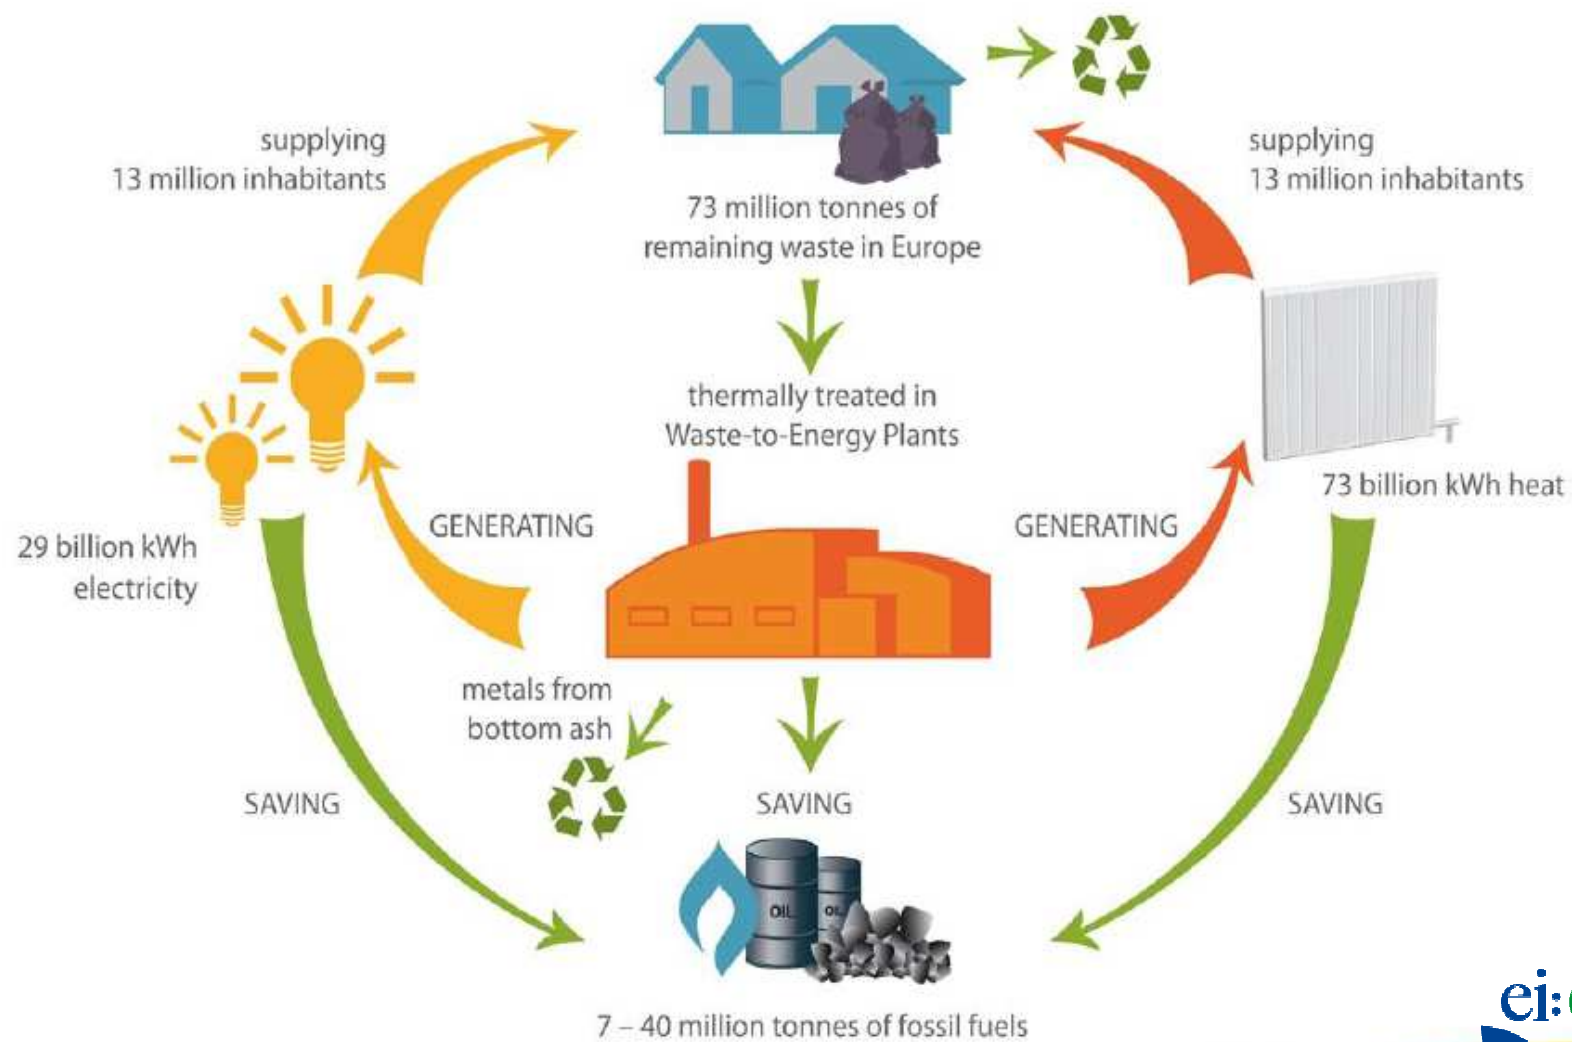 supplying
13 million inhabitants
supplying
13 million inhabitants
73 million tonnes of
remaining waste in Europe
thermally treated in
Waste-to-Energy Plants
GENERATING
GENERATING
29 billion kWh
electricity
73 billion kWh heat
metals from
bottom ash
SAVING
SAVING
SAVING
OIL
OIL
7 – 40 million tonnes of fossil fuels
ei: